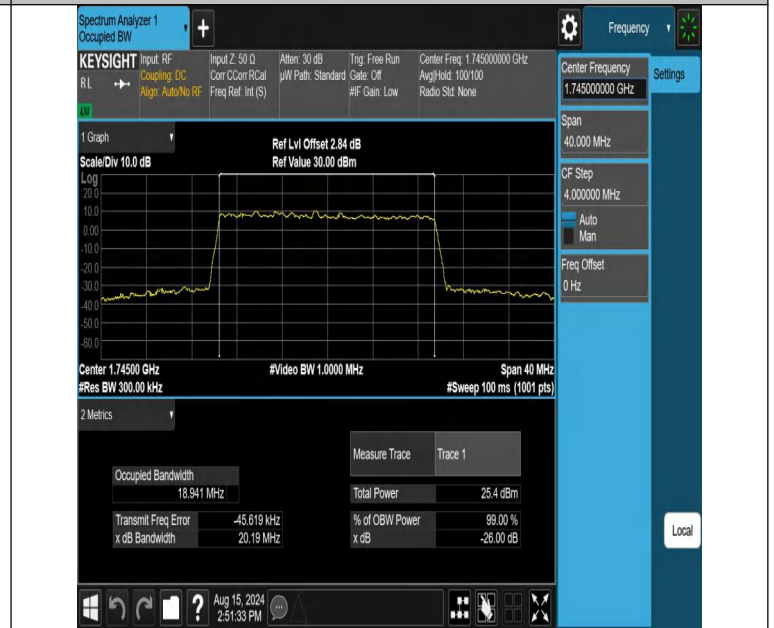 Spectrum Analyzer 1
Occupied BW
+
Frequency
KEYSIGHT
RL
LXI
Input: RF
Coupling: DC
Align: Auto/No RF
Input Z: 50 Ω
Corr CCorr RCal
Freq Ref: Int (S)
Atten: 30 dB
µW Path: Standard
Trig: Free Run
Gate: Off
#IF Gain: Low
Center Freq: 1.745000000 GHz
Avg|Hold: 100/100
Radio Std: None
Center Frequency
1.745000000 GHz
Settings
Span
40.000 MHz
CF Step
4.000000 MHz
Auto
Man
Freq Offset
0 Hz
1 Graph
Scale/Div 10.0 dB
Ref Lvl Offset 2.84 dB
Ref Value 30.00 dBm
Log
20.0
10.0
0.00
-10.0
-20.0
-30.0
-40.0
-50.0
-60.0
Center 1.74500 GHz
#Video BW 1.0000 MHz
Span 40 MHz
#Res BW 300.00 kHz
#Sweep 100 ms (1001 pts)
2 Metrics
Measure Trace Trace 1
Occupied Bandwidth
18.941 MHz
Total Power 25.4 dBm
Transmit Freq Error -45.619 kHz
% of OBW Power 99.00 %
x dB Bandwidth 20.19 MHz
x dB -26.00 dB
Local
?
Aug 15, 2024
2:51:33 PM